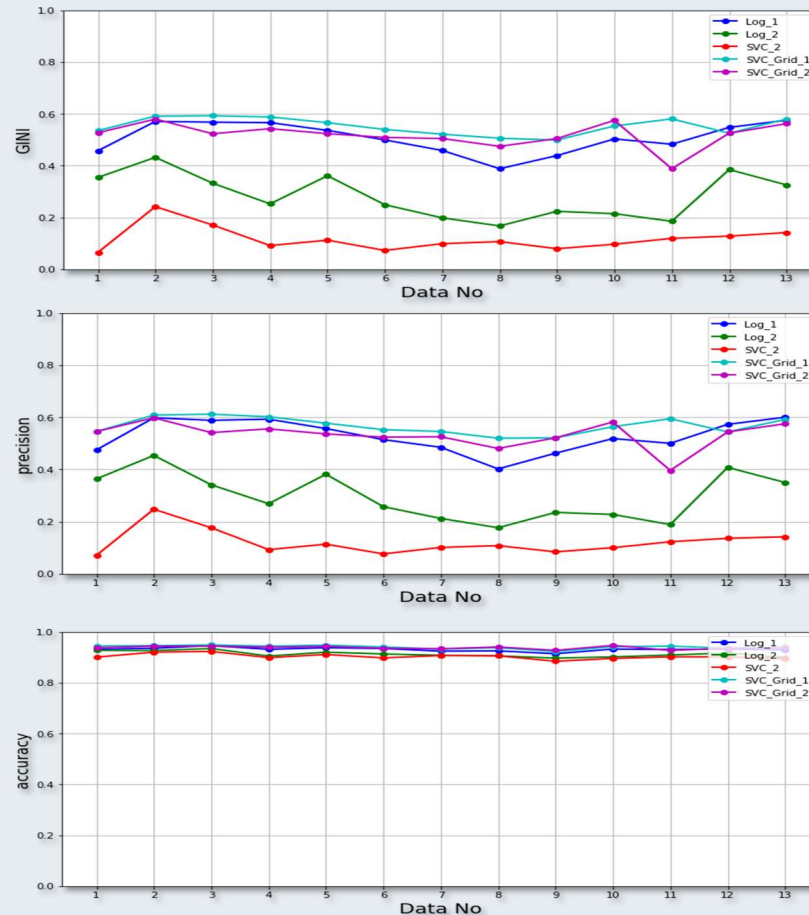 1.0
0.8
0.6
0.4
0.2
0.0
GINI
Log_1
Log_2
SVC_2
SVC_Grid_1
SVC_Grid_2
1 2 3 4 5 6 7 8 9 10 11 12 13
Data No
1.0
0.8
0.6
0.4
0.2
0.0
precision
Log_1
Log_2
SVC_2
SVC_Grid_1
SVC_Grid_2
1 2 3 4 5 6 7 8 9 10 11 12 13
Data No
1.0
0.8
0.6
0.4
0.2
0.0
accuracy
Log_1
Log_2
SVC_2
SVC_Grid_1
SVC_Grid_2
1 2 3 4 5 6 7 8 9 10 11 12 13
Data No